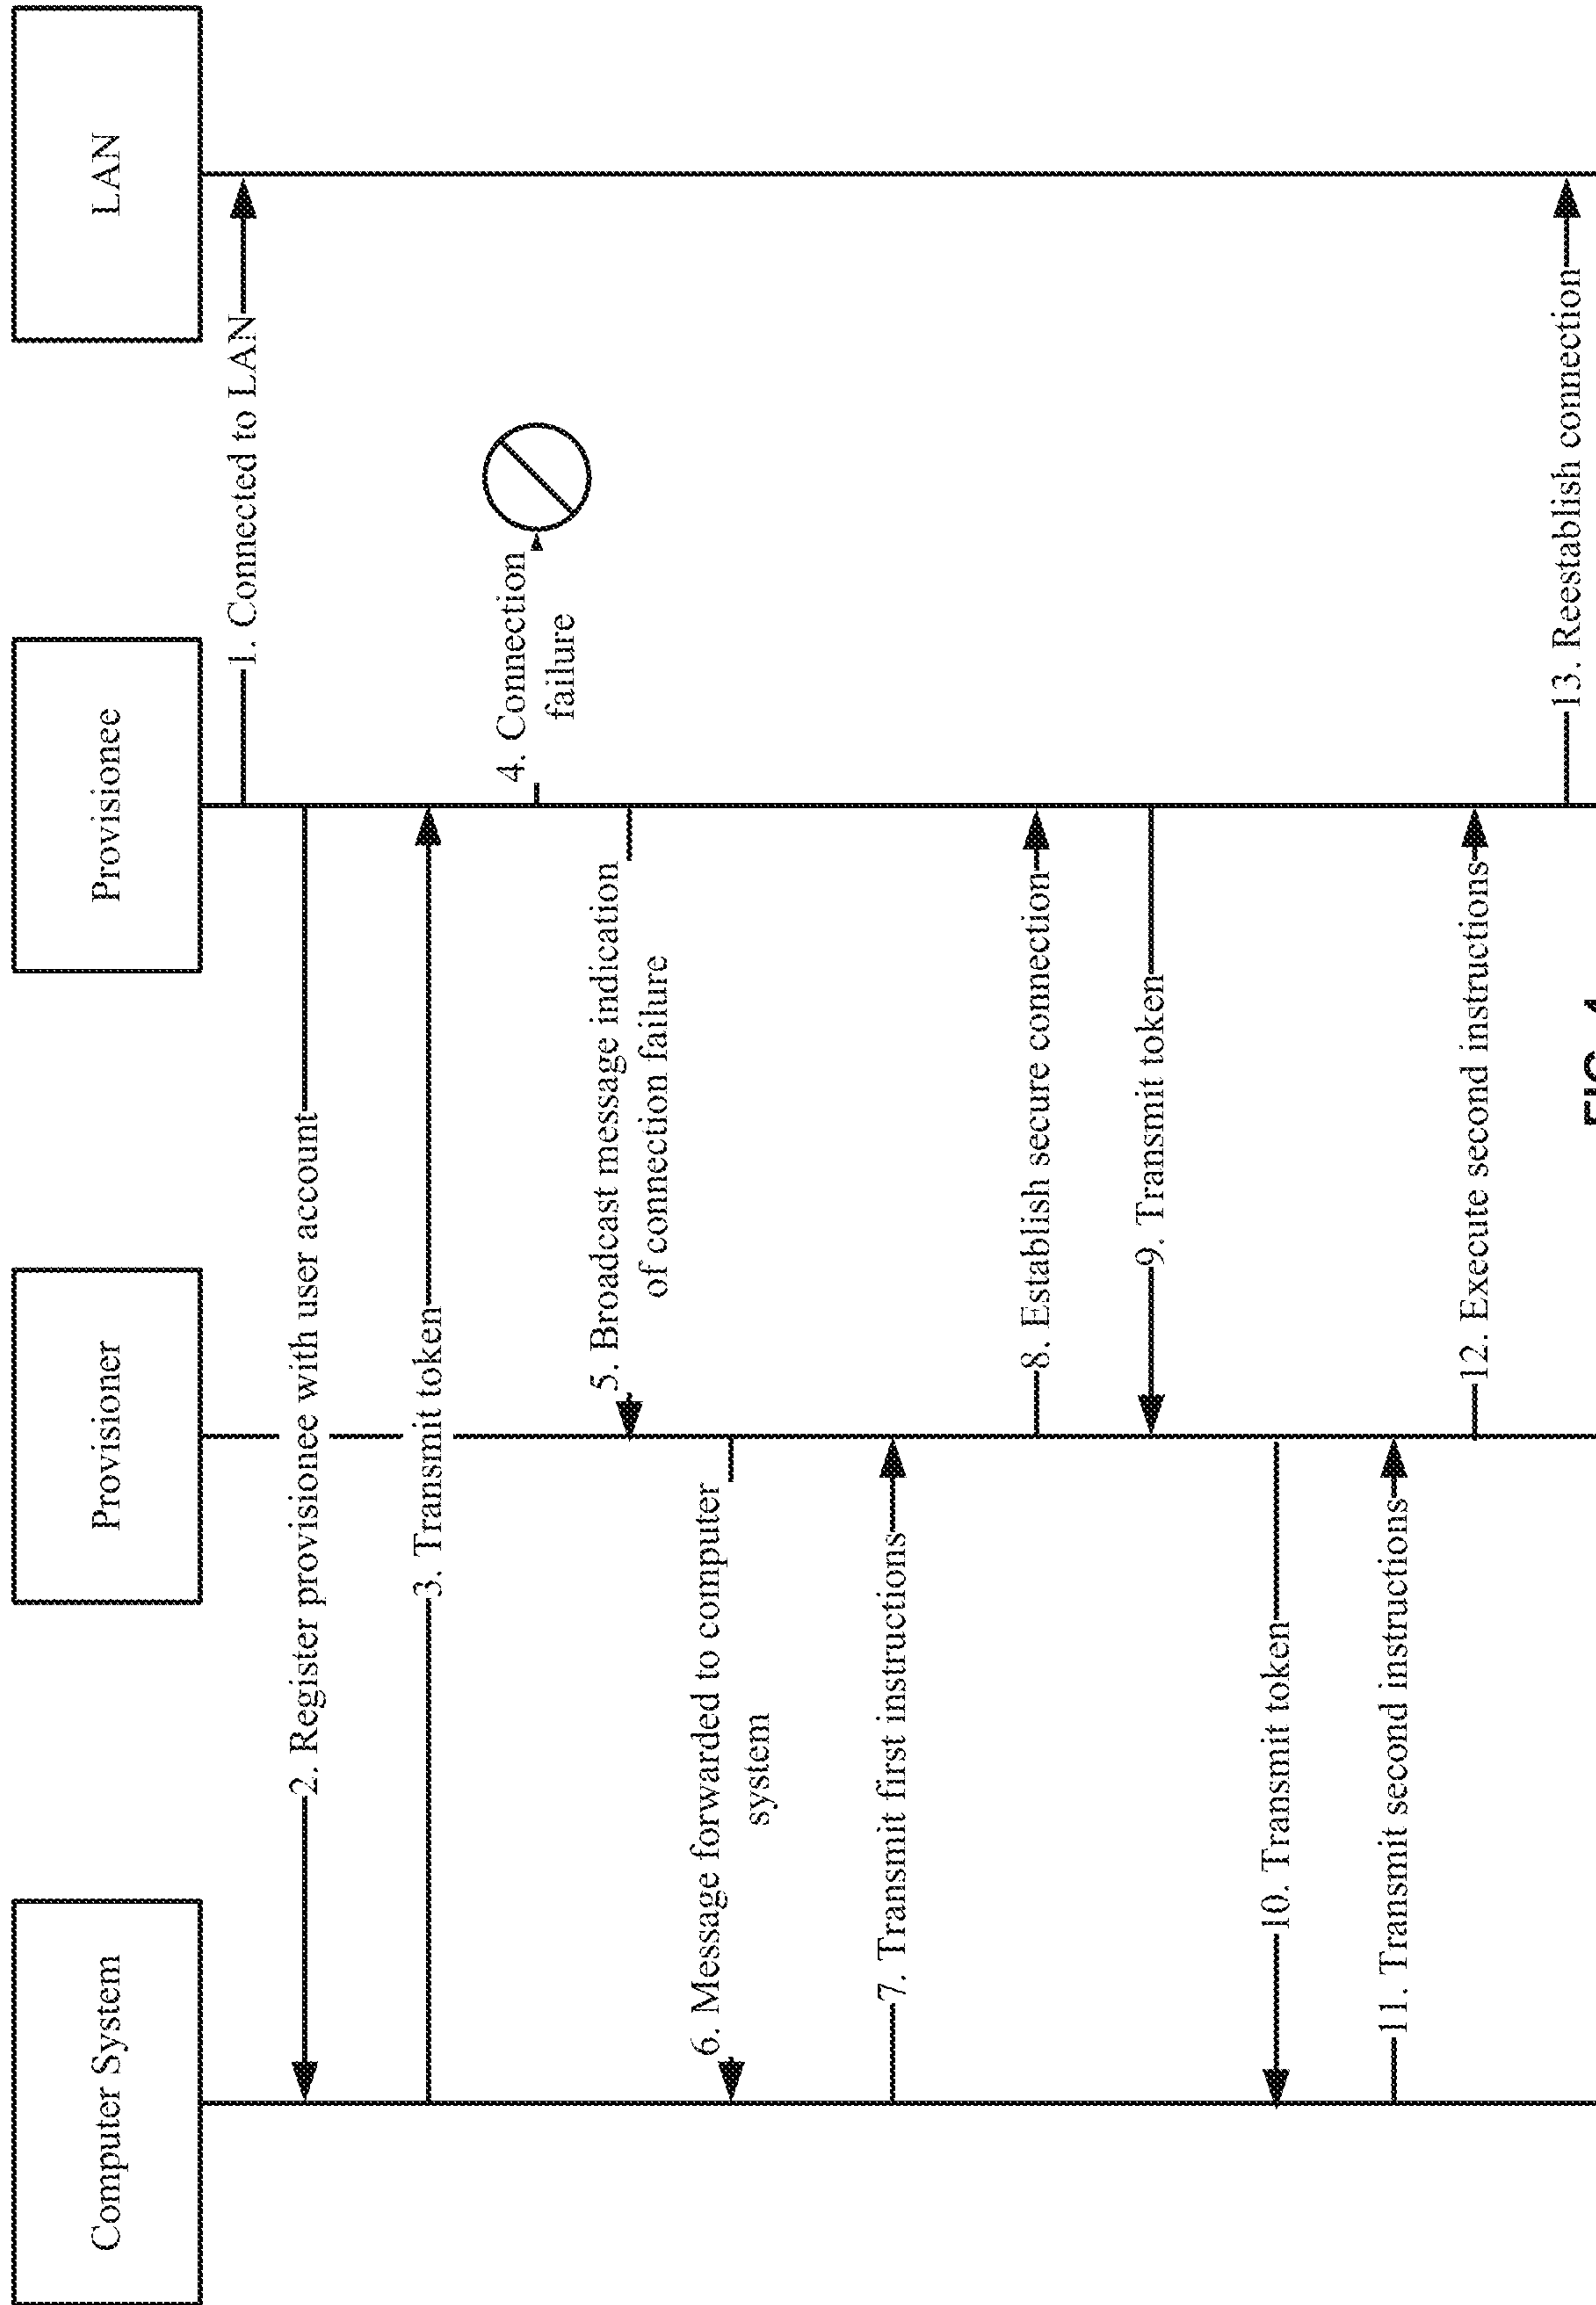 Computer System
Provisioner
Provisionee
LAN
1. Connected to LAN
2. Register provisionee with user account
3. Transmit token
4. Connection
failure
5. Broadcast message indication
of connection failure
6. Message forwarded to computer
system
7. Transmit first instructions
8. Establish secure connection
9. Transmit token
10. Transmit token
11. Transmit second instructions
12. Execute second instructions
13. Reestablish connection